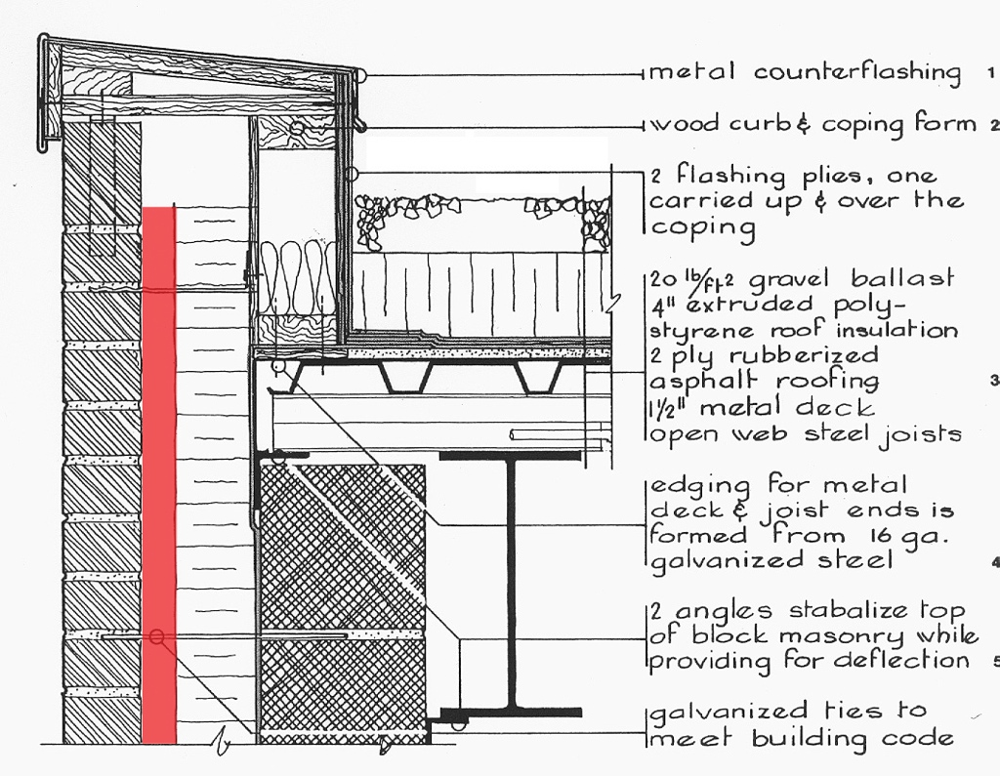 metal counterflashing 1
wood curb & coping form 2
2 flashing plies, one
carried up & over the
coping
20 lb/ft2 gravel ballast
4" extruded poly-
styrene roof insulation
2 ply rubberized
asphalt roofing 3
1½" metal deck
open web steel joists
edging for metal
deck & joist ends is
formed from 16 ga.
galvanized steel 4
2 angles stabalize top
of block masonry while
providing for deflection 5
galvanized ties to
meet building code